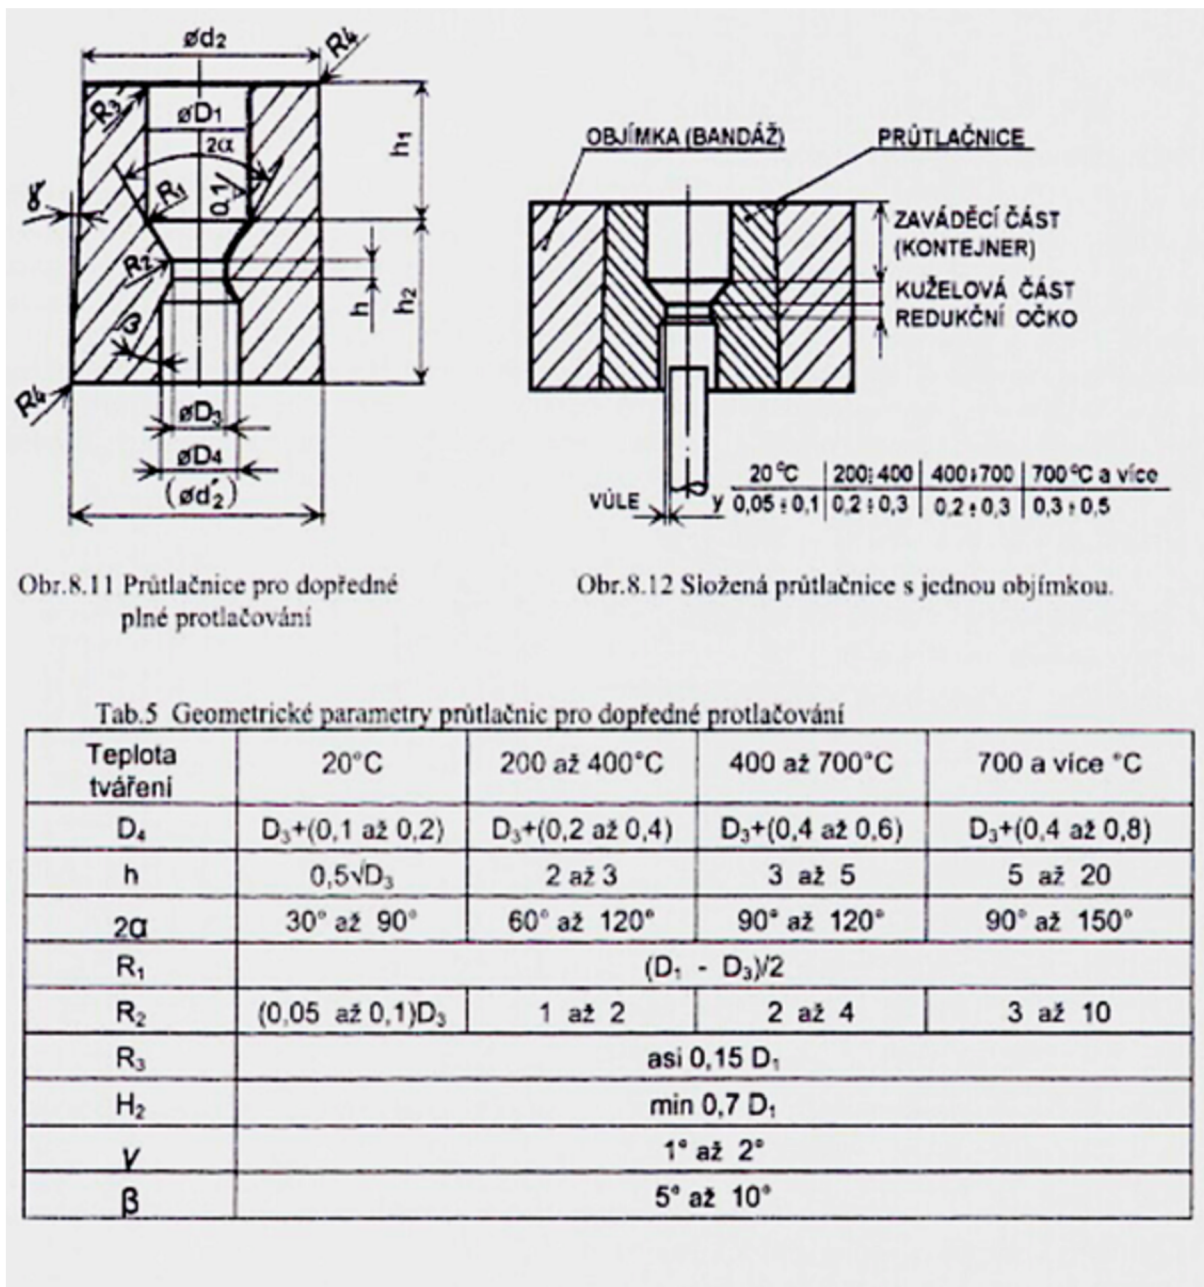 ød₂
R4
R₃
øD₁
2α
h₁
γ
R₁
0,1
R₂
h
h₂
β
R4
øD₃
øD₄
(ød₂')
Obr.8.11 Průtlačnice pro dopředné
plné protlačování
OBJÍMKA (BANDÁŽ)
PRŮTLAČNICE
ZAVÁDĚCÍ ČÁST
(KONTEJNER)
KUŽELOVÁ ČÁST
REDUKČNÍ OČKO
20 °C 200÷400 400÷700 700 °C a více
VŮLE y 0,05÷0,1 0,2÷0,3 0,2÷0,3 0,3÷0,5
Obr.8.12 Složená průtlačnice s jednou objímkou.
Tab.5 Geometrické parametry průtlačnic pro dopředné protlačování
Teplota tváření 20°C 200 až 400°C 400 až 700°C 700 a více °C
D₄ D₃+(0,1 až 0,2) D₃+(0,2 až 0,4) D₃+(0,4 až 0,6) D₃+(0,4 až 0,8)
h 0,5√D₃ 2 až 3 3 až 5 5 až 20
2α 30° až 90° 60° až 120° 90° až 120° 90° až 150°
R₁ (D₁ - D₃)/2
R₂ (0,05 až 0,1)D₃ 1 až 2 2 až 4 3 až 10
R₃ asi 0,15 D₁
H₂ min 0,7 D₁
γ 1° až 2°
β 5° až 10°